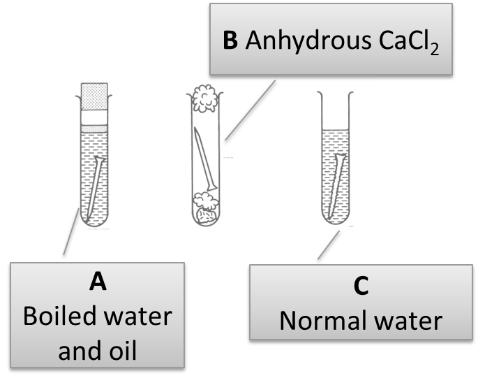 B Anhydrous CaCl₂
A
Boiled water
and oil
C
Normal water